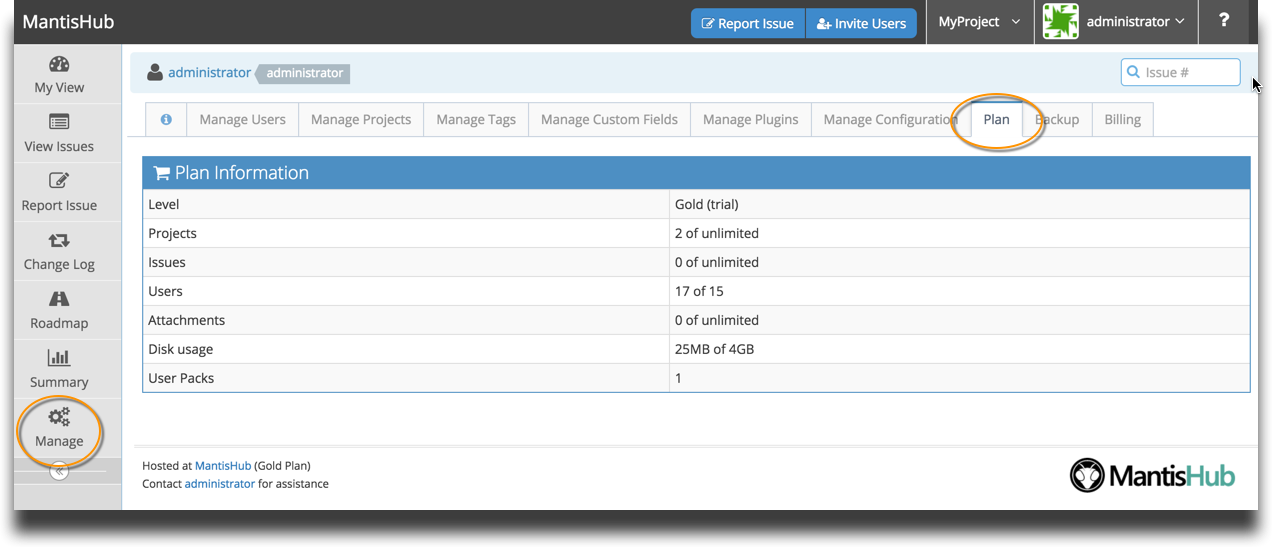 MantisHub
Report Issue
Invite Users
MyProject
administrator
?
My View
View Issues
Report Issue
Change Log
Roadmap
Summary
Manage
administrator administrator
Issue #
Manage Users
Manage Projects
Manage Tags
Manage Custom Fields
Manage Plugins
Manage Configuration
Plan
Backup
Billing
Plan Information
Level Gold (trial)
Projects 2 of unlimited
Issues 0 of unlimited
Users 17 of 15
Attachments 0 of unlimited
Disk usage 25MB of 4GB
User Packs 1
Hosted at MantisHub (Gold Plan)
Contact administrator for assistance
MantisHub